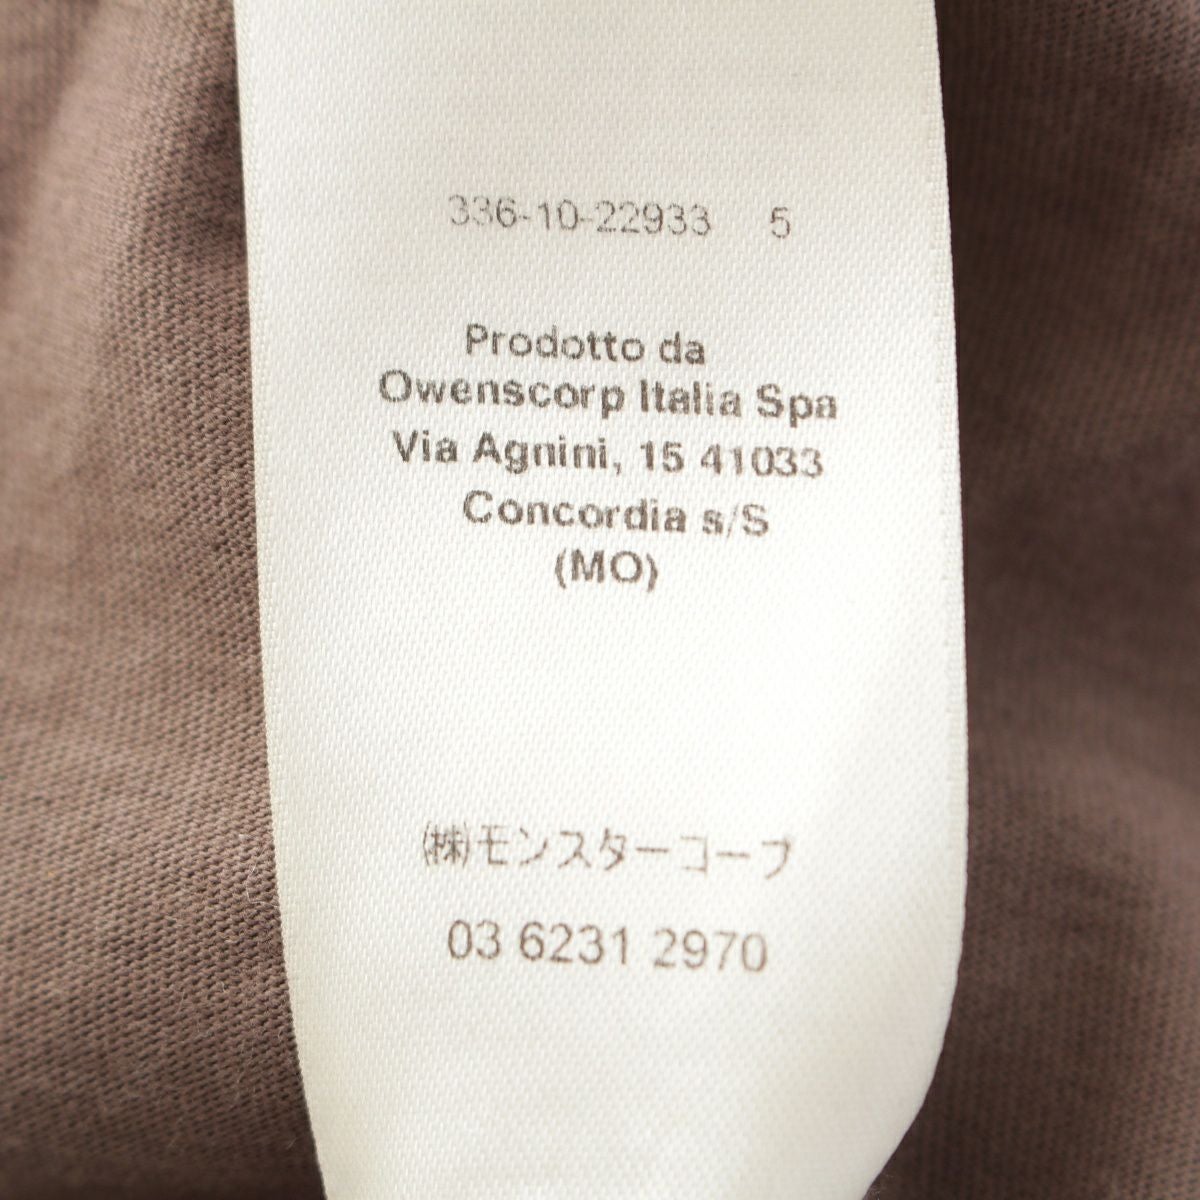 336-10-22933 5
Prodotto da
Owenscorp Italia Spa
Via Agnini, 15 41033
Concordia s/S
(MO)
㈱モンスターコープ
03 6231 2970